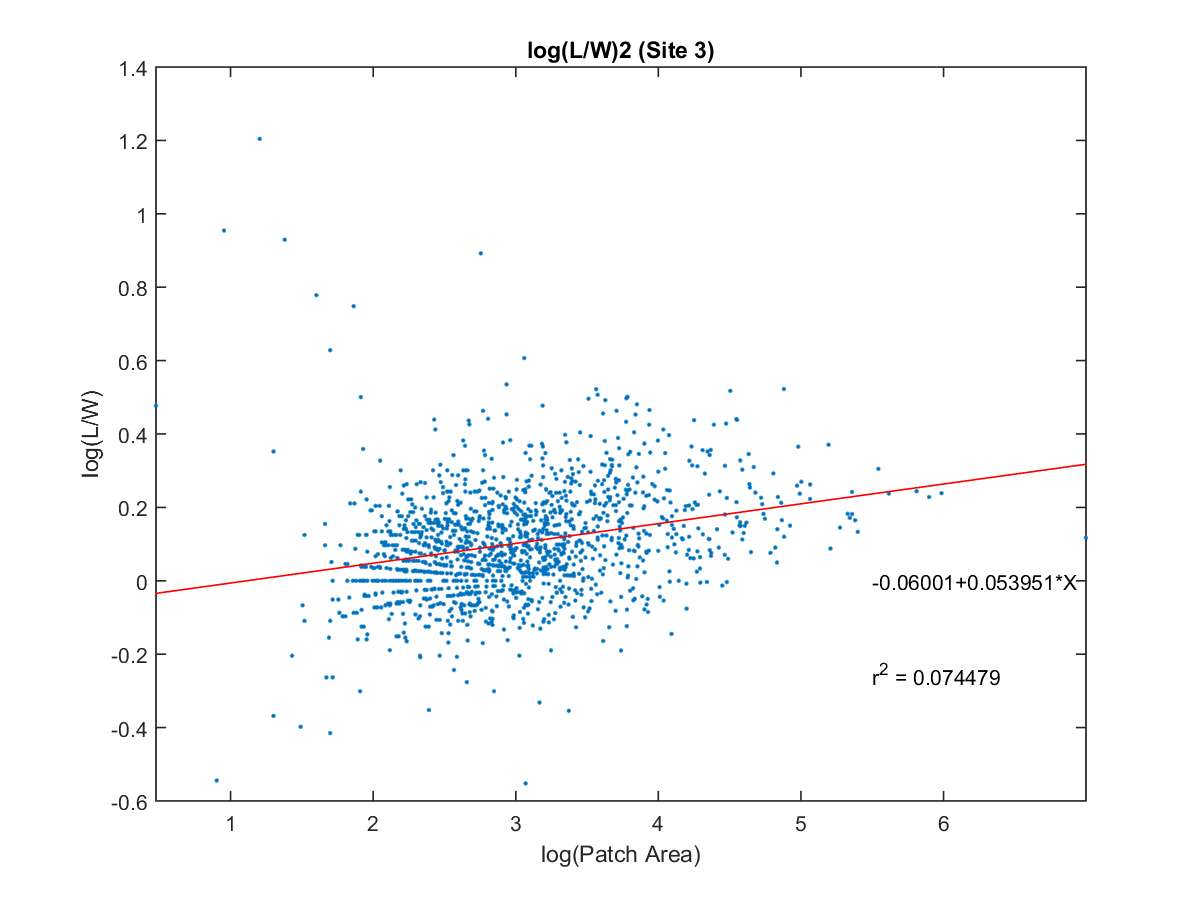 log(L/W)2 (Site 3)
1.4
1.2
1
0.8
0.6
0.4
0.2
0
-0.2
-0.4
-0.6
log(L/W)
-0.06001+0.053951*X
r² = 0.074479
1 2 3 4 5 6
log(Patch Area)